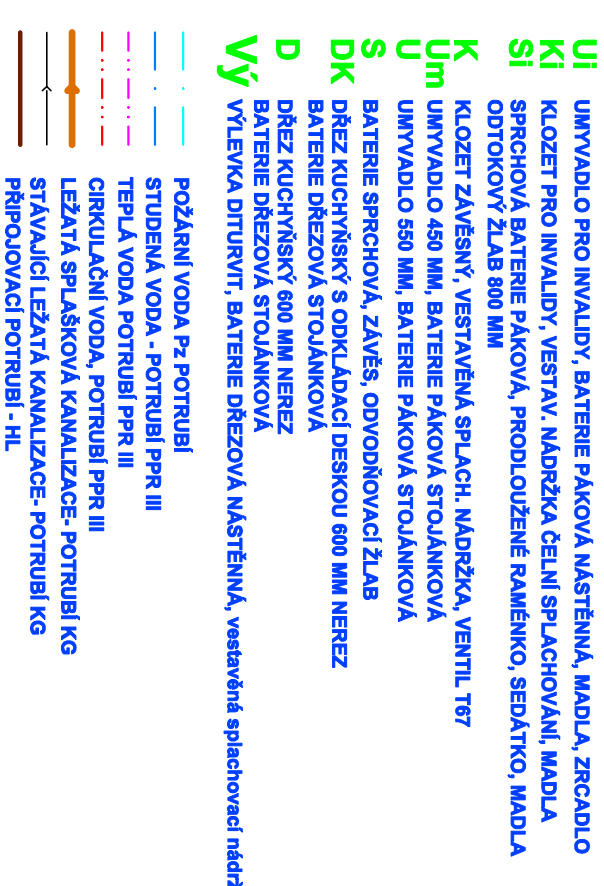 Ui UMYVADLO PRO INVALIDY, BATERIE PÁKOVÁ NÁSTĚNNÁ, MADLA, ZRCADLO
Ki KLOZET PRO INVALIDY, VESTAV. NÁDRŽKA ČELNÍ SPLACHOVÁNÍ, MADLA
Si SPRCHOVÁ BATERIE PÁKOVÁ, PRODLOUŽENÉ RAMÉNKO, SEDÁTKO, MADLA
ODTOKOVÝ ŽLAB 800 MM
K KLOZET ZÁVĚSNÝ, VESTAVĚNÁ SPLACH. NÁDRŽKA, VENTIL T67
Um UMYVADLO 450 MM, BATERIE PÁKOVÁ STOJÁNKOVÁ
U UMYVADLO 550 MM, BATERIE PÁKOVÁ STOJÁNKOVÁ
S BATERIE SPRCHOVÁ, ZÁVĚS, ODVODŇOVACÍ ŽLAB
DK DŘEZ KUCHYŇSKÝ S ODKLÁDACÍ DESKOU 600 MM NEREZ
BATERIE DŘEZOVÁ STOJÁNKOVÁ
D DŘEZ KUCHYŇSKÝ 600 MM NEREZ
BATERIE DŘEZOVÁ STOJÁNKOVÁ
Vý VÝLEVKA DITURVIT, BATERIE DŘEZOVÁ NÁSTĚNNÁ, vestavěná splachovací nádrž
POŽÁRNÍ VODA Pz POTRUBÍ
STUDENÁ VODA - POTRUBÍ PPR III
TEPLÁ VODA POTRUBÍ PPR III
CIRKULAČNÍ VODA, POTRUBÍ PPR III
LEŽATÁ SPLAŠKOVÁ KANALIZACE- POTRUBÍ KG
STÁVAJÍCÍ LEŽATÁ KANALIZACE- POTRUBÍ KG
PŘIPOJOVACÍ POTRUBÍ - HL